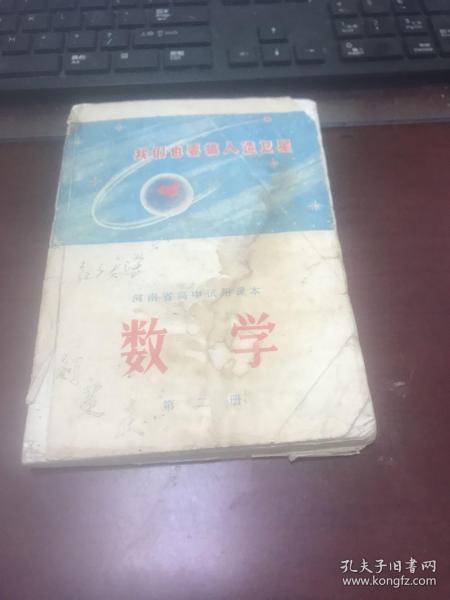 我们也要搞人造卫星
河南省高中试用课本
数学
第二册
孔夫子旧书网
www.kongfz.com